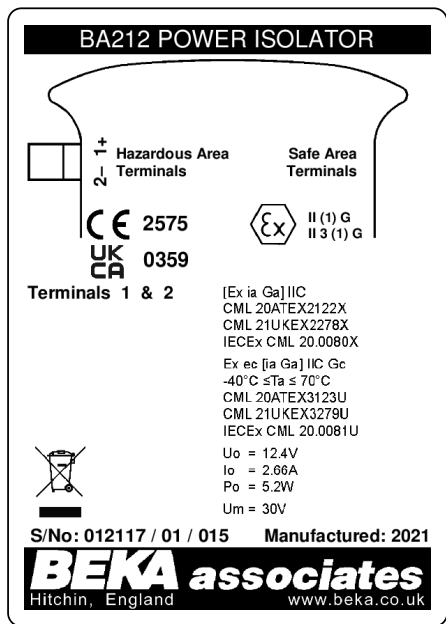 BA212 POWER ISOLATOR
2– 1+
Hazardous Area
Terminals
Safe Area
Terminals
CE 2575
Ex II (1) G
II 3 (1) G
UK
CA 0359
Terminals 1 & 2
[Ex ia Ga] IIC
CML 20ATEX2122X
CML 21UKEX2278X
IECEx CML 20.0080X
Ex ec [ia Ga] IIC Gc
-40°C ≤Ta ≤ 70°C
CML 20ATEX3123U
CML 21UKEX3279U
IECEx CML 20.0081U
Uo = 12.4V
Io = 2.66A
Po = 5.2W
Um = 30V
S/No: 012117 / 01 / 015 Manufactured: 2021
BEKA associates
Hitchin, England www.beka.co.uk